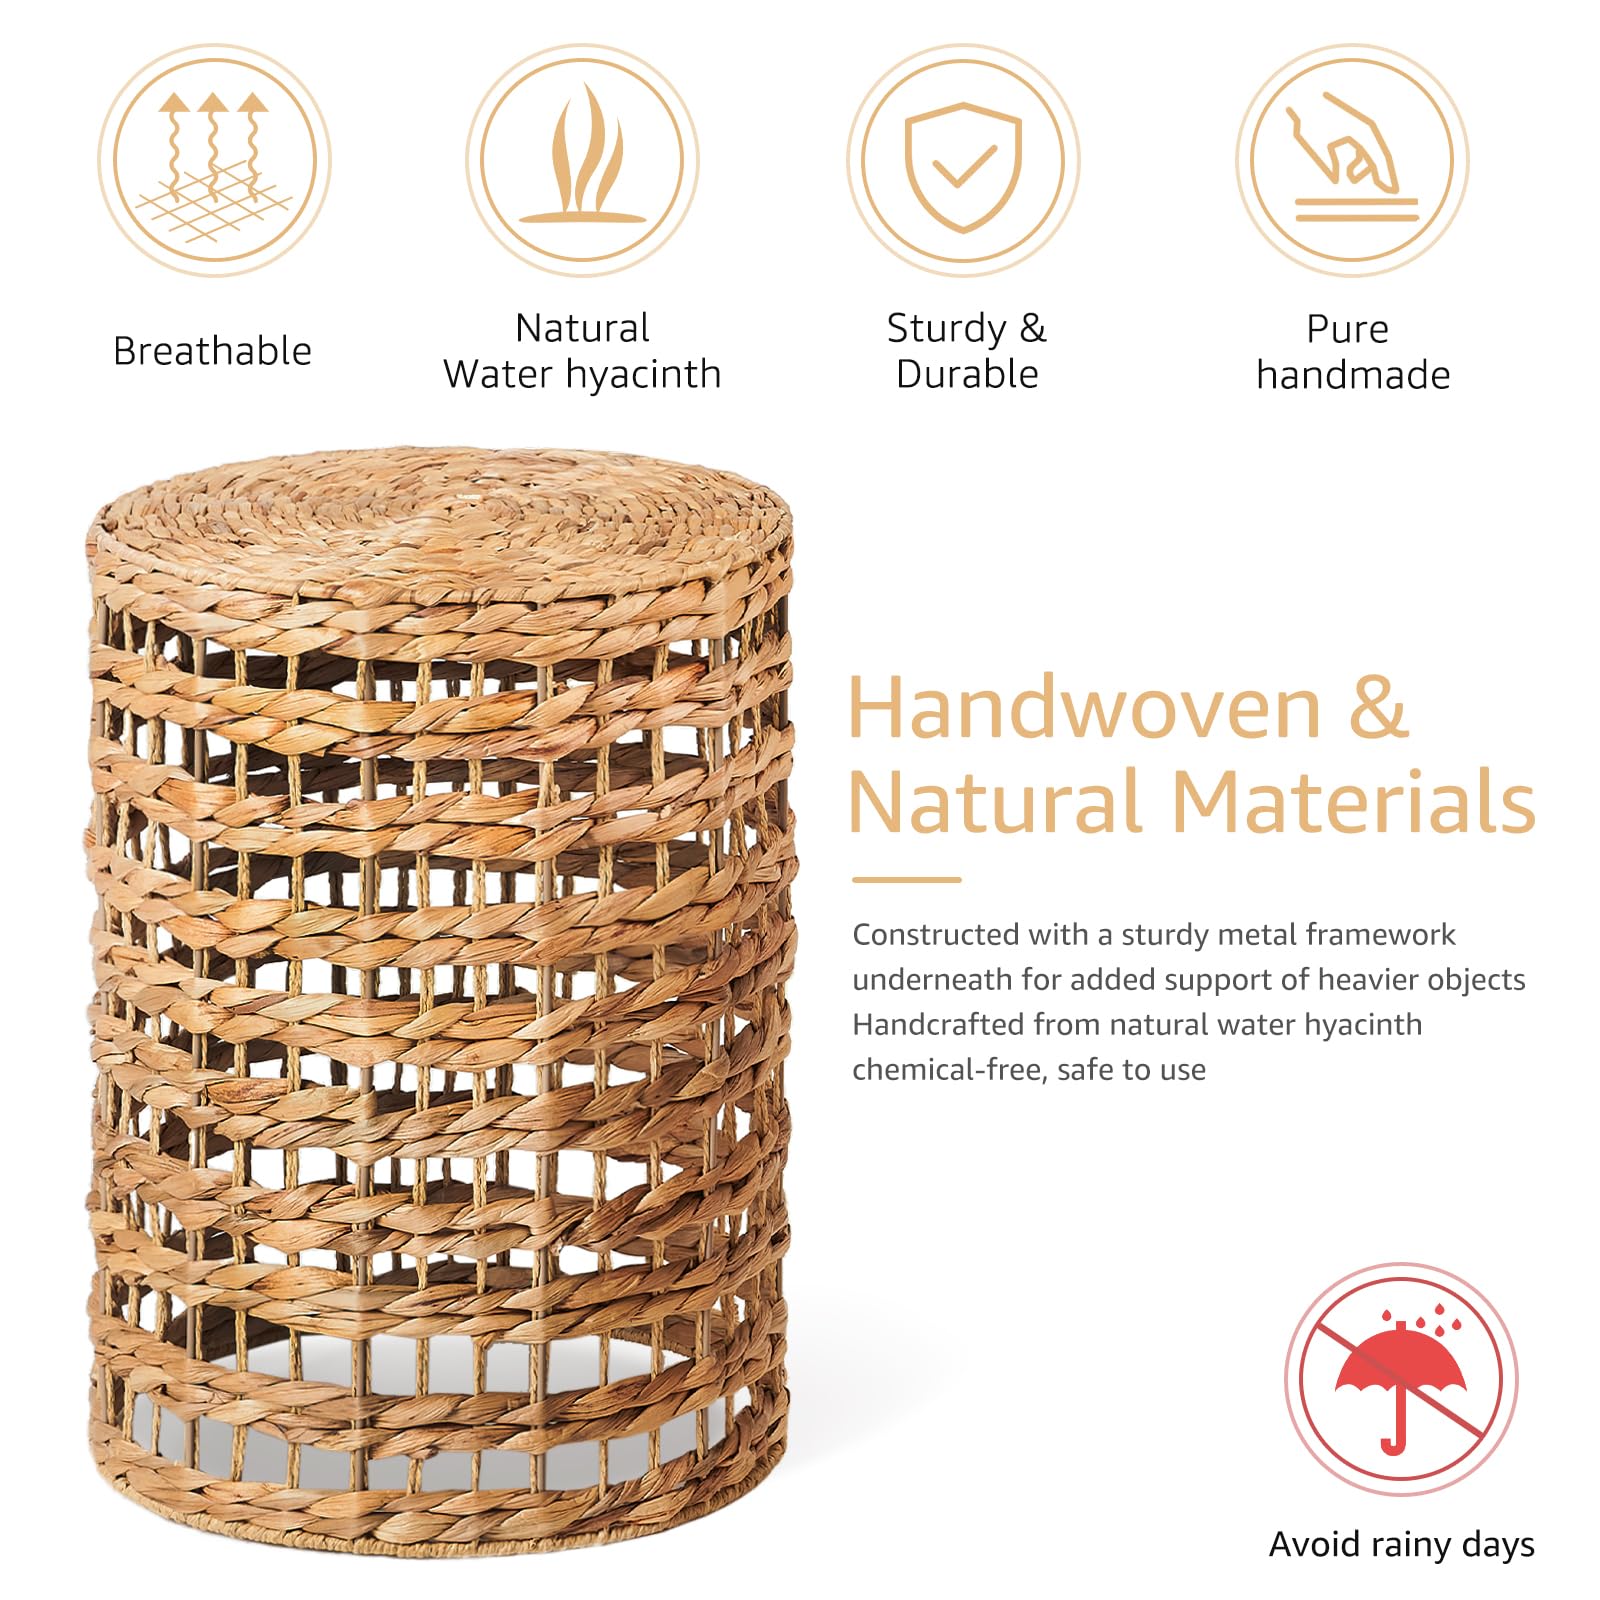 Breathable
Natural
Water hyacinth
Sturdy &
Durable
Pure
handmade
Handwoven &
Natural Materials
Constructed with a sturdy metal framework
underneath for added support of heavier objects
Handcrafted from natural water hyacinth
chemical-free, safe to use
Avoid rainy days